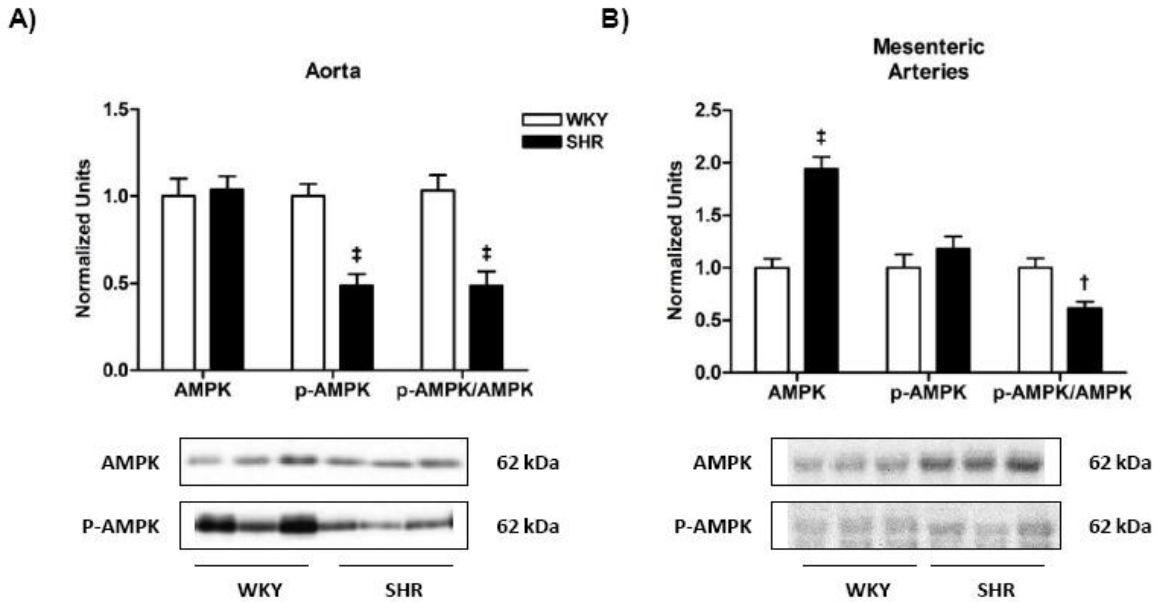 A)
Aorta
Normalized Units
1.5
1.0
0.5
0.0
WKY
SHR
‡
‡
AMPK
p-AMPK
p-AMPK/AMPK
AMPK
62 kDa
P-AMPK
62 kDa
WKY
SHR
B)
Mesenteric
Arteries
Normalized Units
2.5
2.0
1.5
1.0
0.5
0.0
‡
†
AMPK
p-AMPK
p-AMPK/AMPK
AMPK
62 kDa
P-AMPK
62 kDa
WKY
SHR